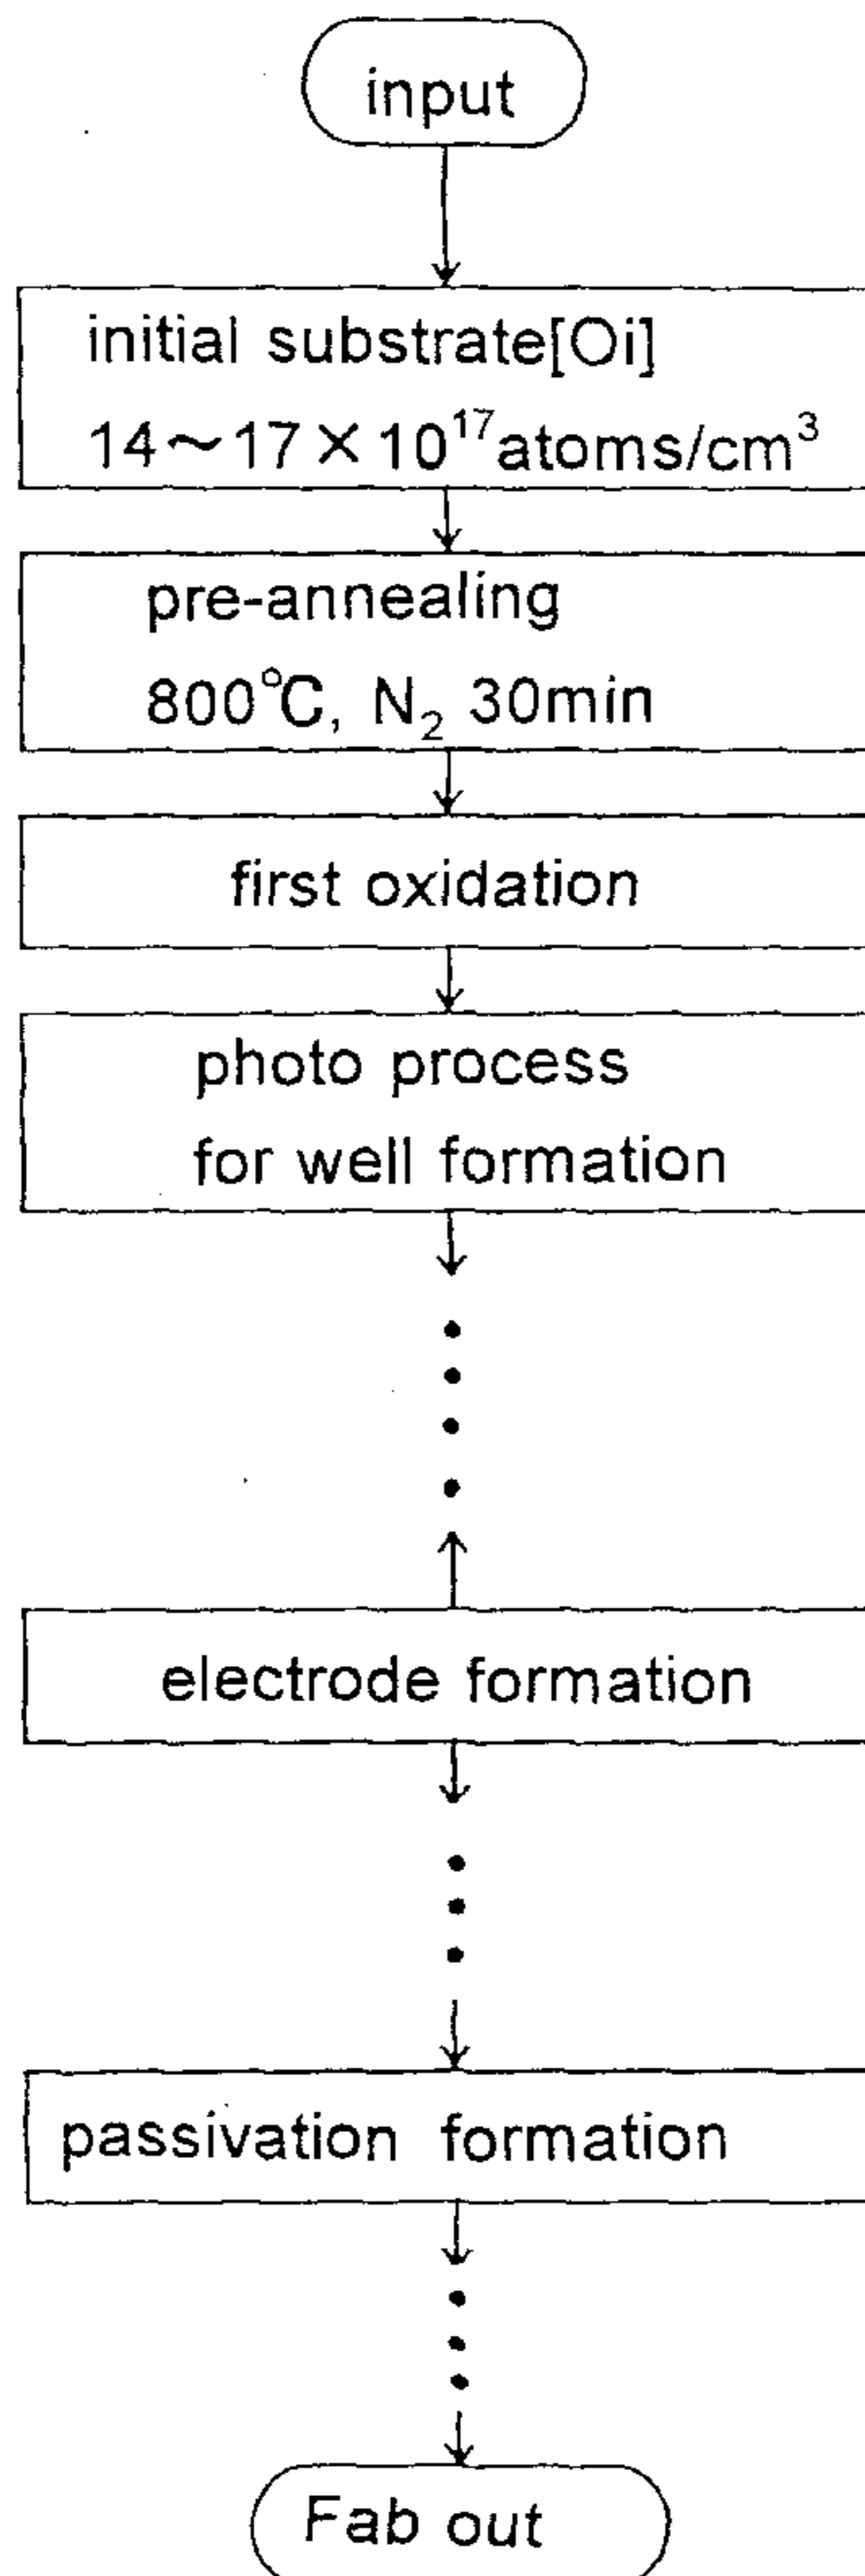 input
initial substrate[Oi]
14～17×10¹⁷atoms/cm³
pre-annealing
800°C, N₂ 30min
first oxidation
photo process
for well formation
electrode formation
passivation formation
Fab out